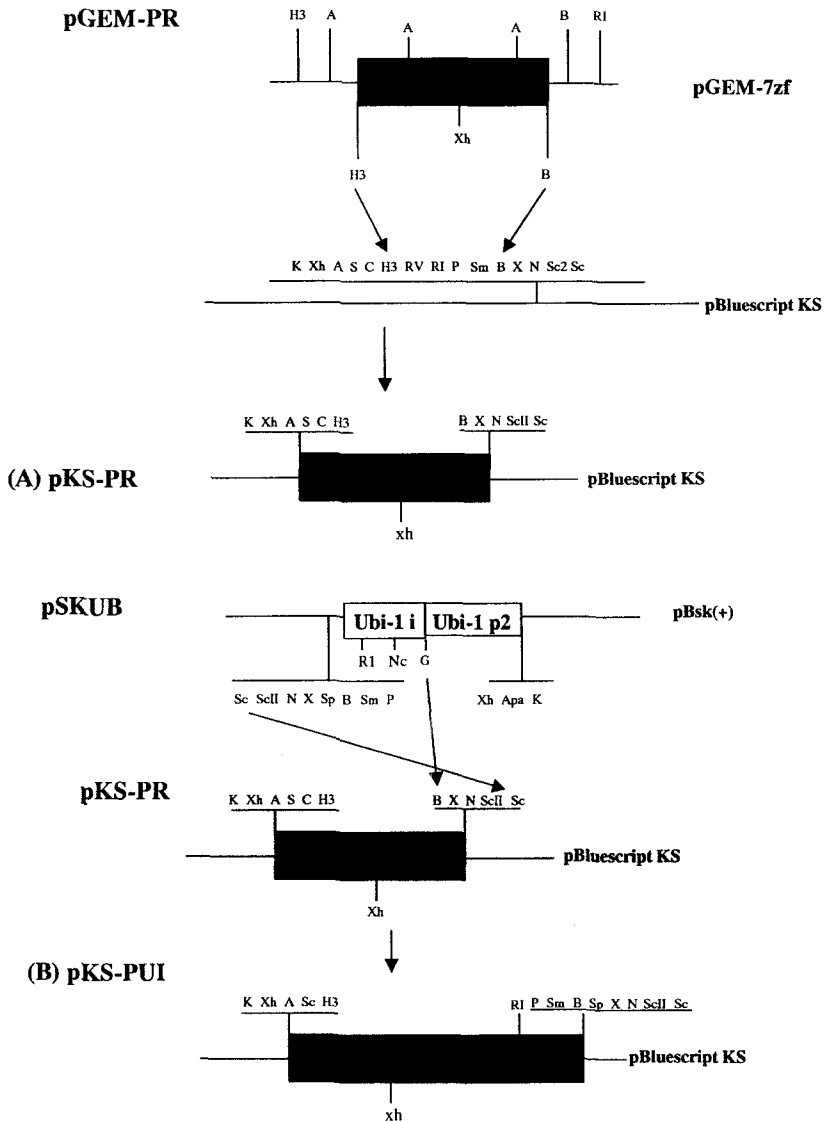 pGEM-PR
H3 A A A B R1
pGEM-7zf
Xh
H3 B
K Xh A S C H3 RV RI P Sm B X N Sc2 Sc
pBluescript KS
K Xh A S C H3 B X N ScII Sc
(A) pKS-PR
pBluescript KS
xh
pSKUB
Ubi-1 i Ubi-1 p2
pBsk(+)
R1 Nc G
Sc ScII N X Sp B Sm P Xh Apa K
pKS-PR
K Xh A S C H3 B X N ScII Sc
pBluescript KS
Xh
(B) pKS-PUI
K Xh A Sc H3 RI P Sm B Sp X N ScII Sc
pBluescript KS
xh